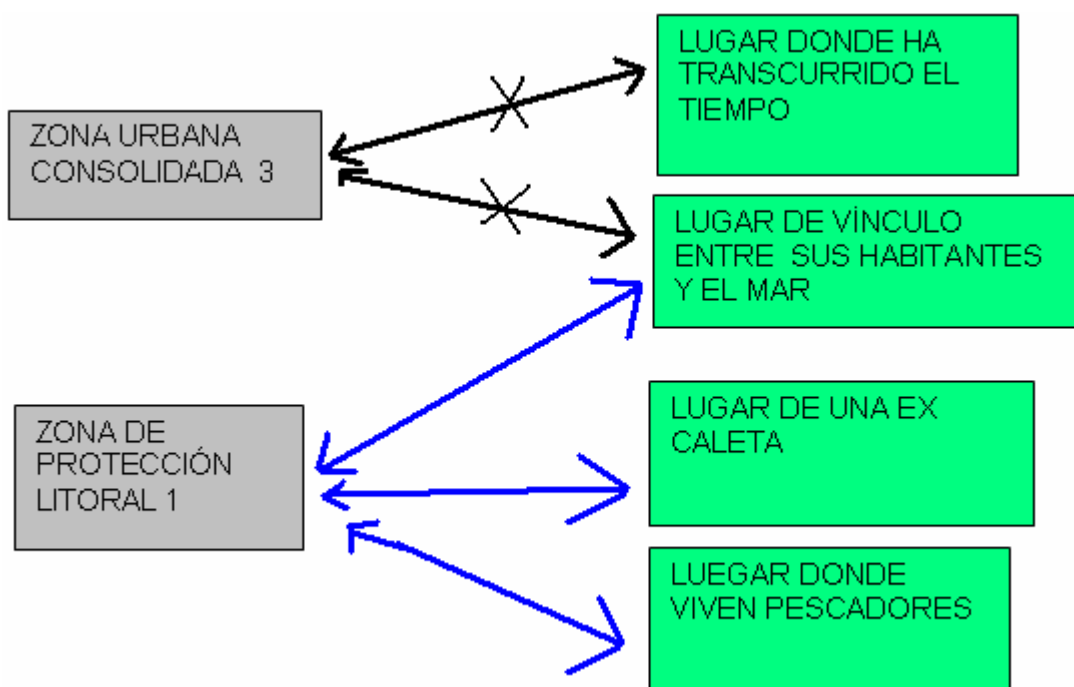 LUGAR DONDE HA
TRANSCURRIDO EL
TIEMPO
ZONA URBANA
CONSOLIDADA 3
LUGAR DE VÍNCULO
ENTRE SUS HABITANTES
Y EL MAR
ZONA DE
PROTECCIÓN
LITORAL 1
LUGAR DE UNA EX
CALETA
LUEGAR DONDE
VIVEN PESCADORES